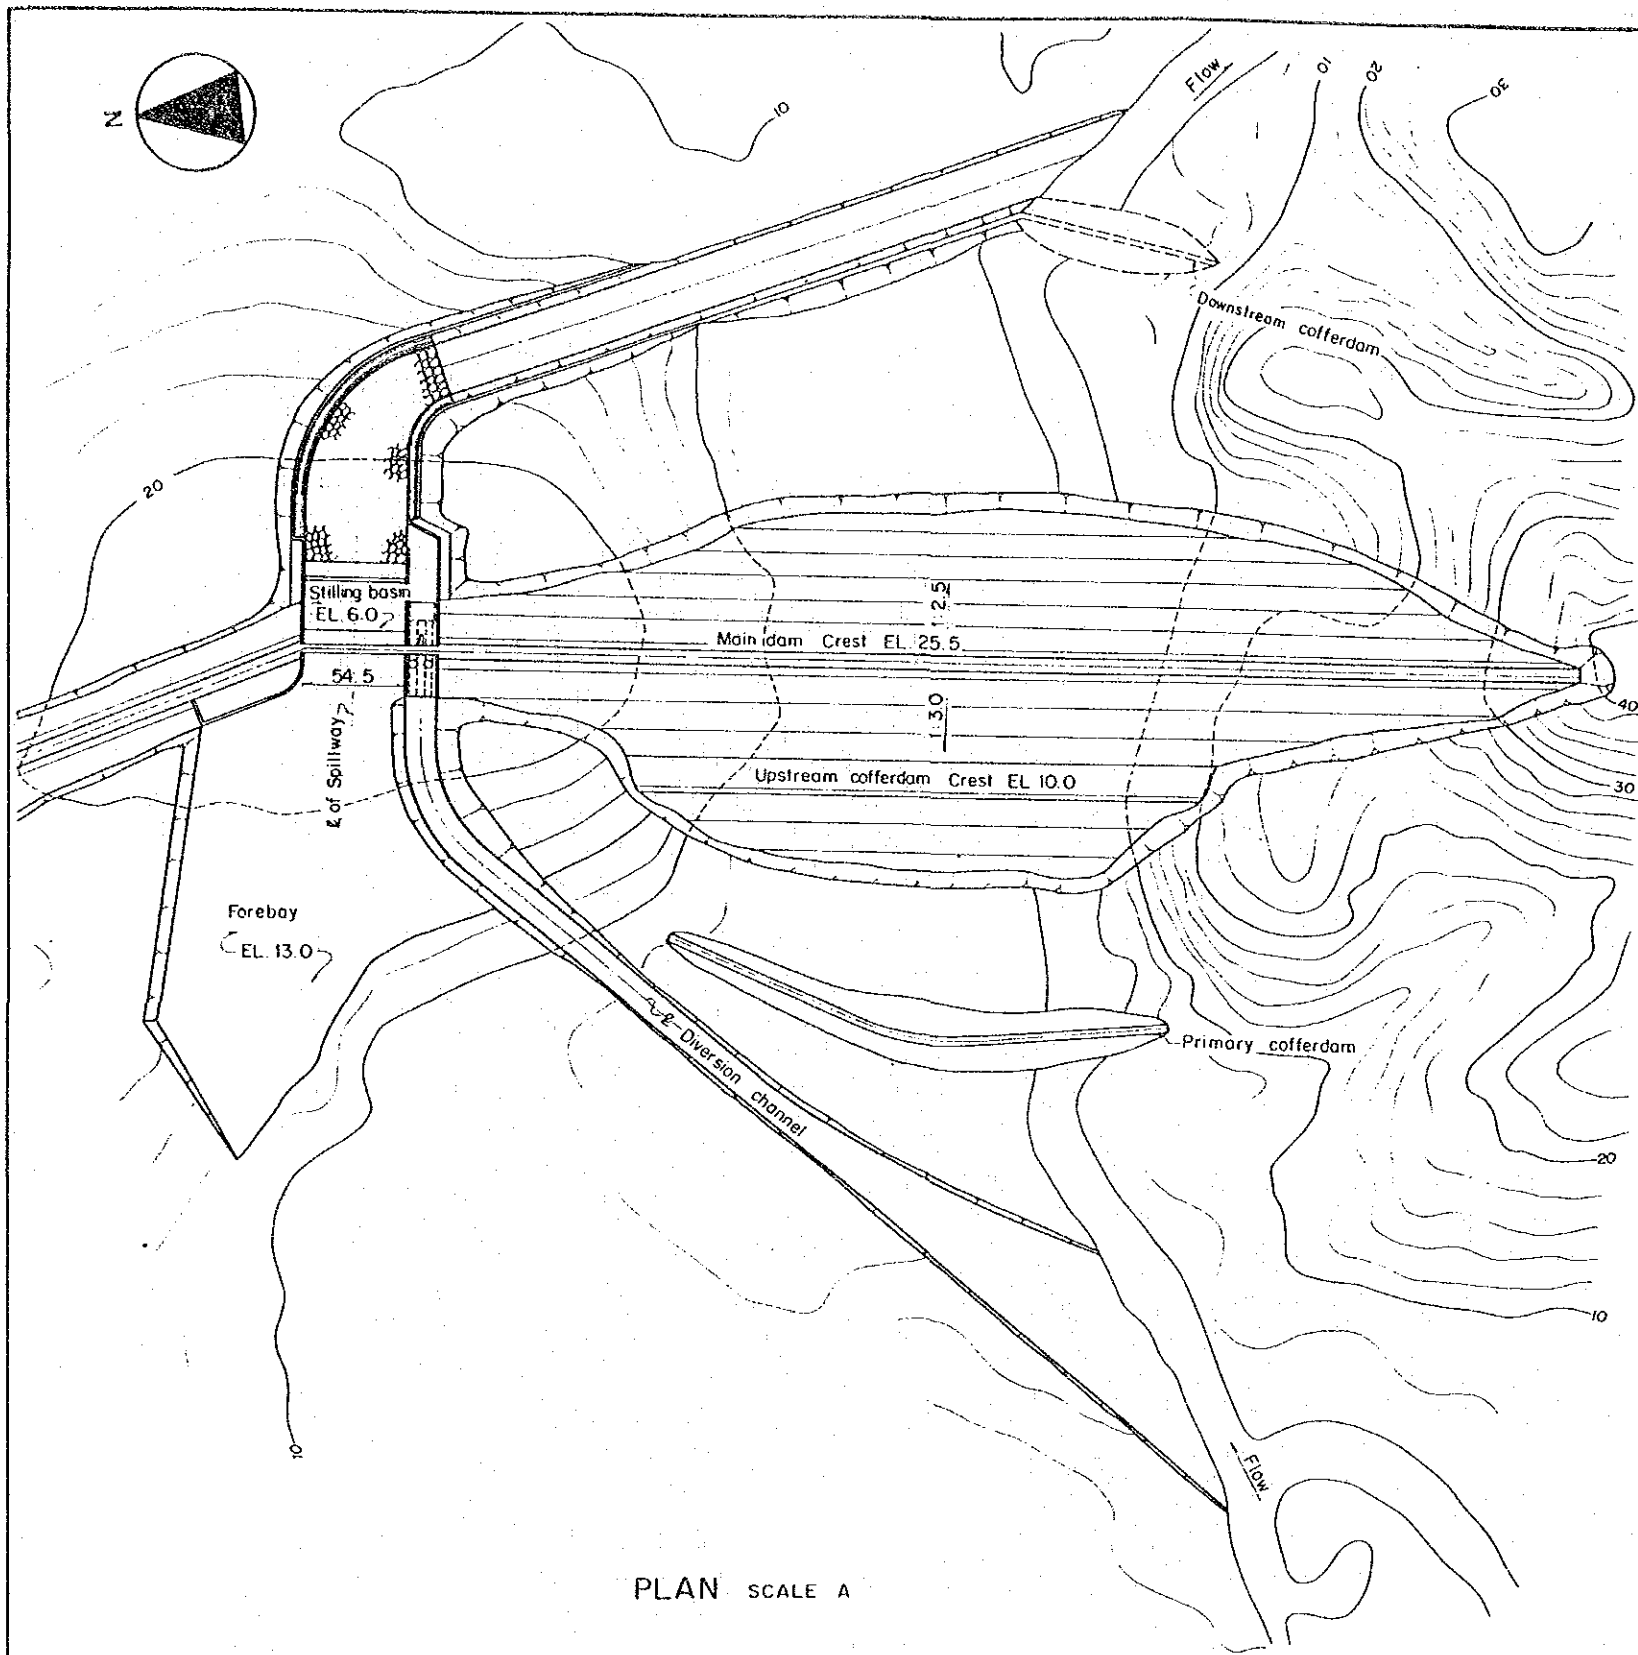 N
10
Flow
10
20
30
Downstream cofferdam
20
Stilling basin
EL. 6.0
1 2.5
Main dam Crest EL. 25.5
54.5
40
℄ of Spillway
1 3.0
Upstream cofferdam Crest EL 10.0
30
Forebay
EL. 13.0
℄ Diversion channel
Primary cofferdam
20
10
10
Flow
PLAN SCALE A